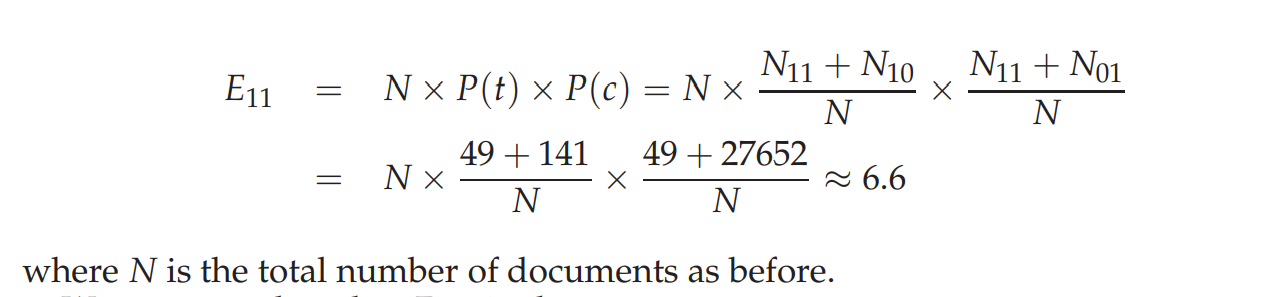 E₁₁ = N × P(t) × P(c) = N × (N₁₁ + N₁₀)/N × (N₁₁ + N₀₁)/N
= N × (49 + 141)/N × (49 + 27652)/N ≈ 6.6
where N is the total number of documents as before.